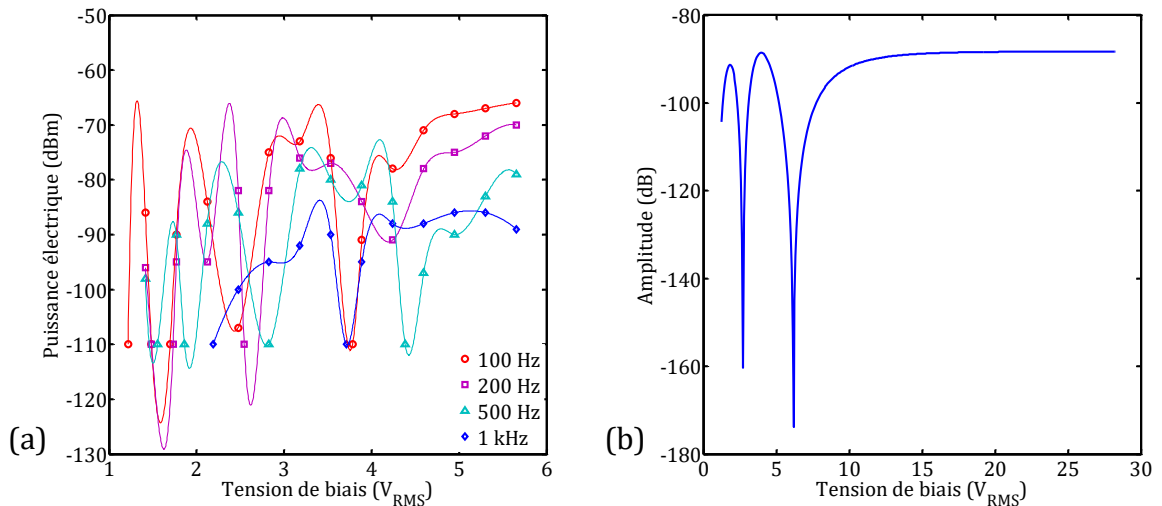 -50
-60
-70
-80
-90
-100
-110
-120
-130
1
2
3
4
5
6
Puissance électrique (dBm)
Tension de biais (V_RMS)
100 Hz
200 Hz
500 Hz
1 kHz
(a)
-80
-100
-120
-140
-160
-180
0
5
10
15
20
25
30
Amplitude (dB)
Tension de biais (V_RMS)
(b)